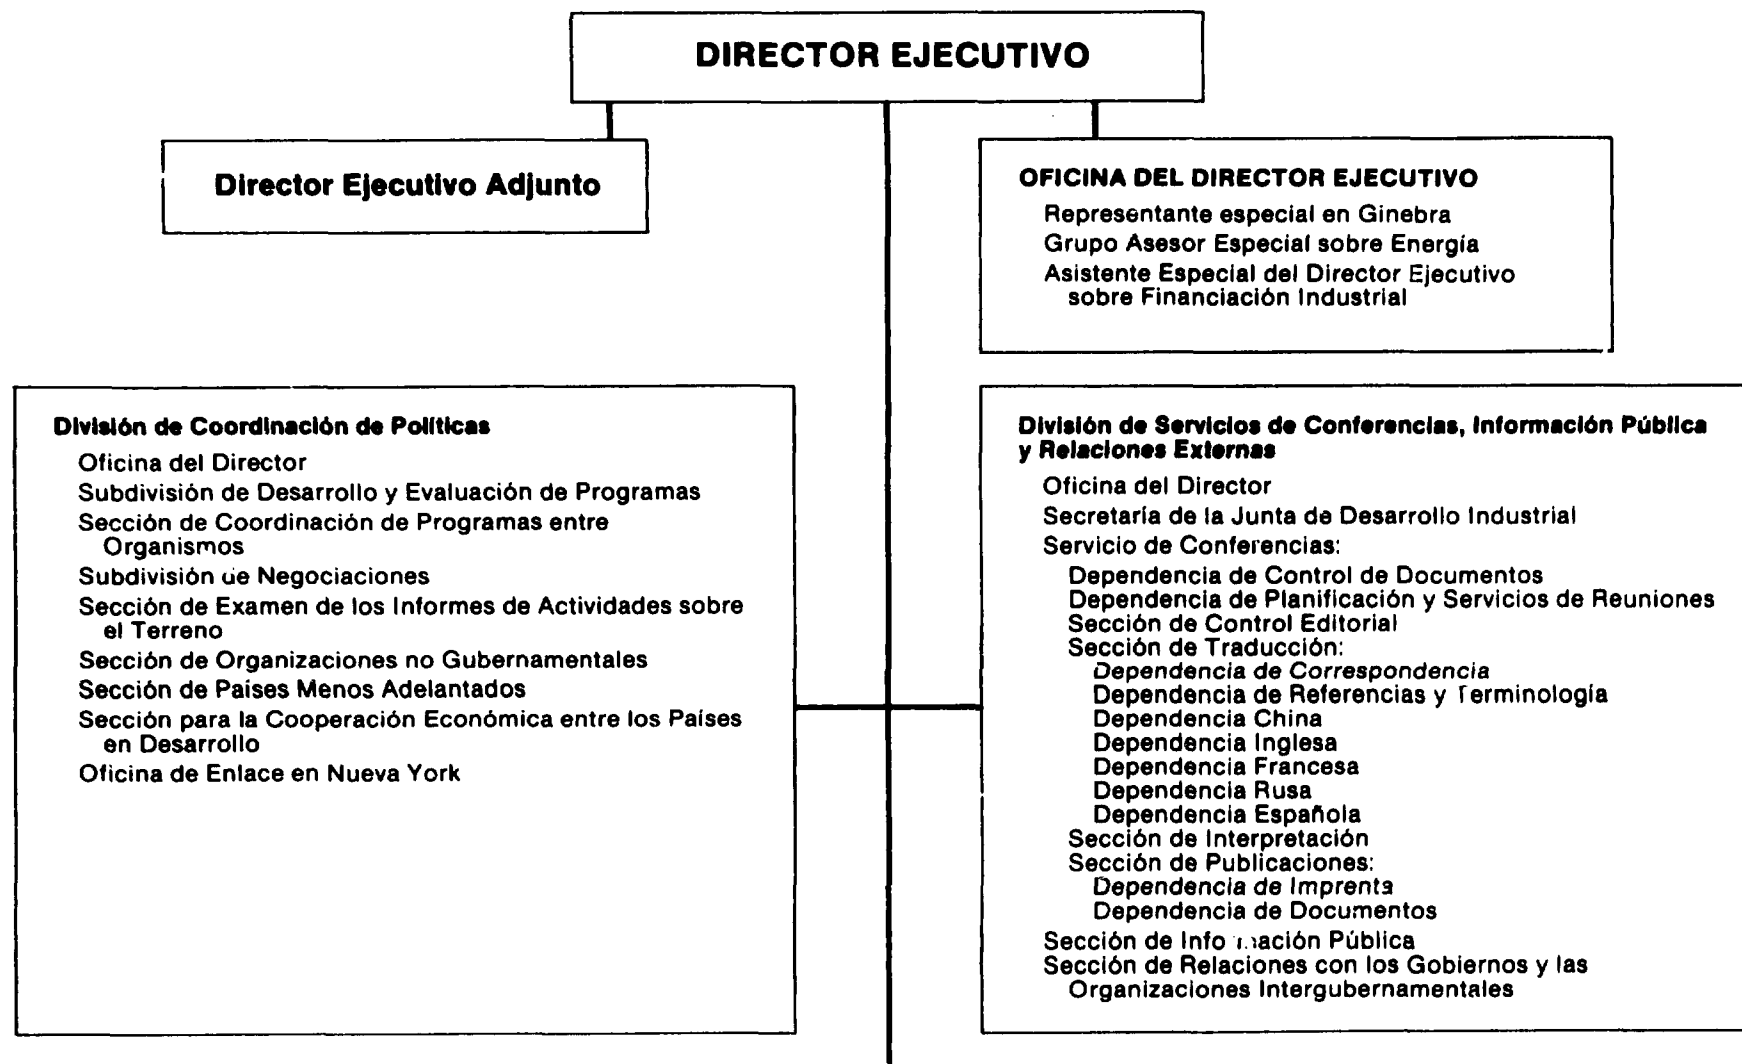 DIRECTOR EJECUTIVO
Director Ejecutivo Adjunto
OFICINA DEL DIRECTOR EJECUTIVO
Representante especial en Ginebra
Grupo Asesor Especial sobre Energía
Asistente Especial del Director Ejecutivo
sobre Financiación Industrial
División de Coordinación de Políticas
Oficina del Director
Subdivisión de Desarrollo y Evaluación de Programas
Sección de Coordinación de Programas entre
Organismos
Subdivisión de Negociaciones
Sección de Examen de los Informes de Actividades sobre
el Terreno
Sección de Organizaciones no Gubernamentales
Sección de Países Menos Adelantados
Sección para la Cooperación Económica entre los Países
en Desarrollo
Oficina de Enlace en Nueva York
División de Servicios de Conferencias, Información Pública
y Relaciones Externas
Oficina del Director
Secretaría de la Junta de Desarrollo Industrial
Servicio de Conferencias:
Dependencia de Control de Documentos
Dependencia de Planificación y Servicios de Reuniones
Sección de Control Editorial
Sección de Traducción:
Dependencia de Correspondencia
Dependencia de Referencias y Terminología
Dependencia China
Dependencia Inglesa
Dependencia Francesa
Dependencia Rusa
Dependencia Española
Sección de Interpretación
Sección de Publicaciones:
Dependencia de Imprenta
Dependencia de Documentos
Sección de Información Pública
Sección de Relaciones con los Gobiernos y las
Organizaciones Intergubernamentales